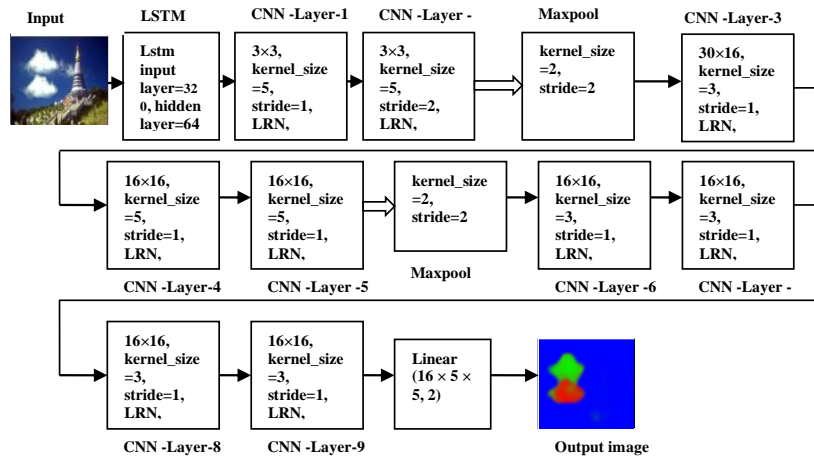 Input
LSTM
CNN -Layer-1
CNN -Layer -
Maxpool
CNN -Layer-3
Lstm
input
layer=32
0, hidden
layer=64
3×3,
kernel_size
=5,
stride=1,
LRN,
3×3,
kernel_size
=5,
stride=2,
LRN,
kernel_size
=2,
stride=2
30×16,
kernel_size
=3,
stride=1,
LRN,
16×16,
kernel_size
=5,
stride=1,
LRN,
CNN -Layer-4
16×16,
kernel_size
=5,
stride=1,
LRN,
CNN -Layer -5
kernel_size
=2,
stride=2
Maxpool
16×16,
kernel_size
=3,
stride=1,
LRN,
CNN -Layer -6
16×16,
kernel_size
=3,
stride=1,
LRN,
CNN -Layer -
16×16,
kernel_size
=3,
stride=1,
LRN,
CNN -Layer-8
16×16,
kernel_size
=3,
stride=1,
LRN,
CNN -Layer-9
Linear
(16 × 5 ×
5, 2)
Output image